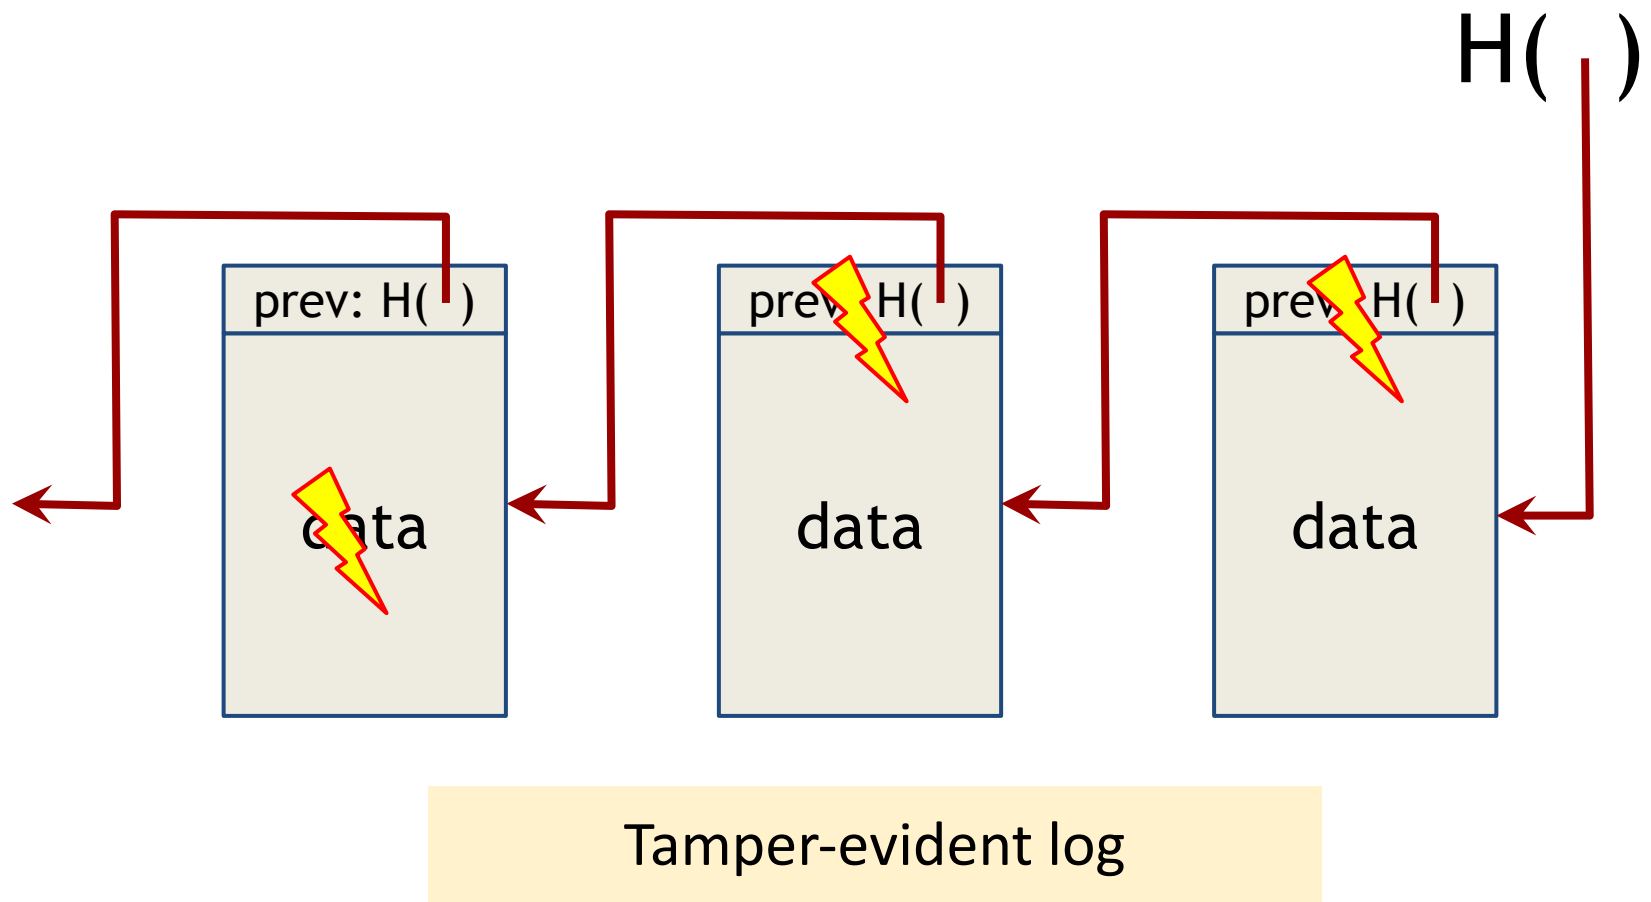 H( )
prev: H( )
prev: H( )
prev: H( )
data
data
data
Tamper-evident log